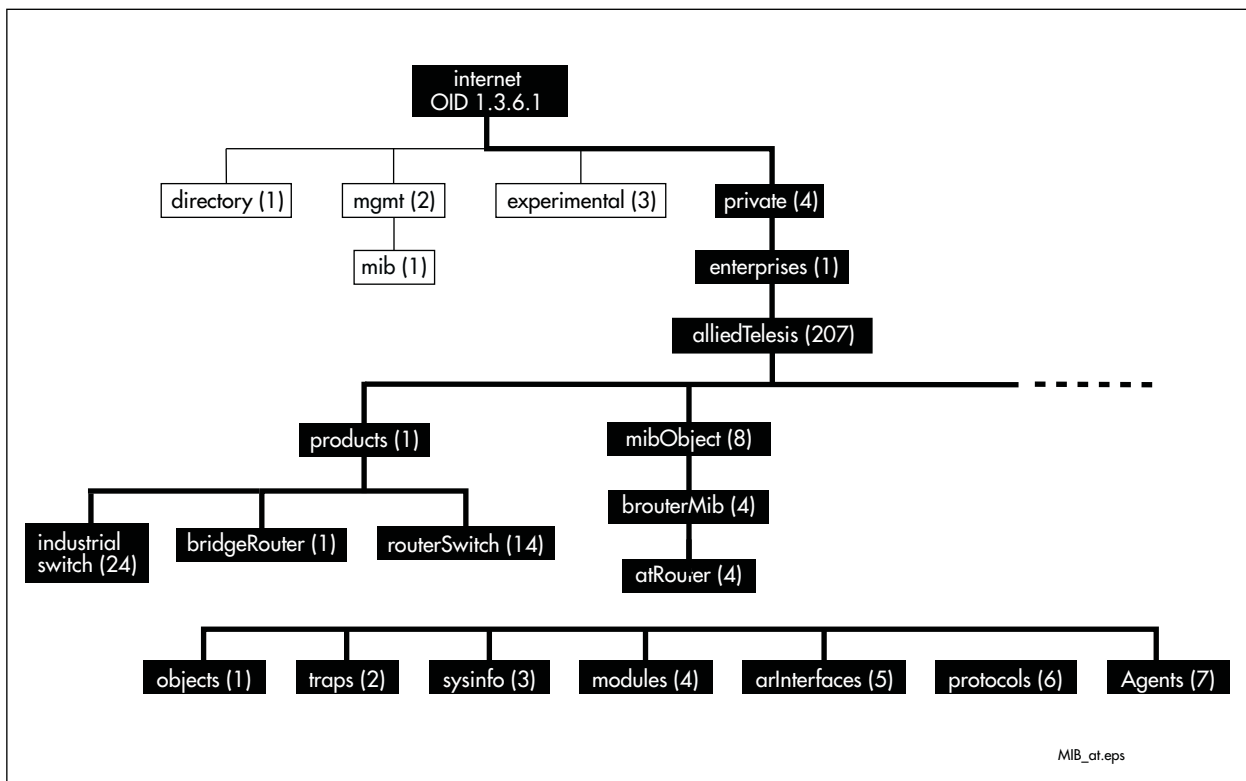 internet
OID 1.3.6.1
directory (1)
mgmt (2)
experimental (3)
private (4)
mib (1)
enterprises (1)
alliedTelesis (207)
products (1)
mibObject (8)
industrial
switch (24)
bridgeRouter (1)
routerSwitch (14)
brouterMib (4)
atRouter (4)
objects (1)
traps (2)
sysinfo (3)
modules (4)
arInterfaces (5)
protocols (6)
Agents (7)
MIB_at.eps